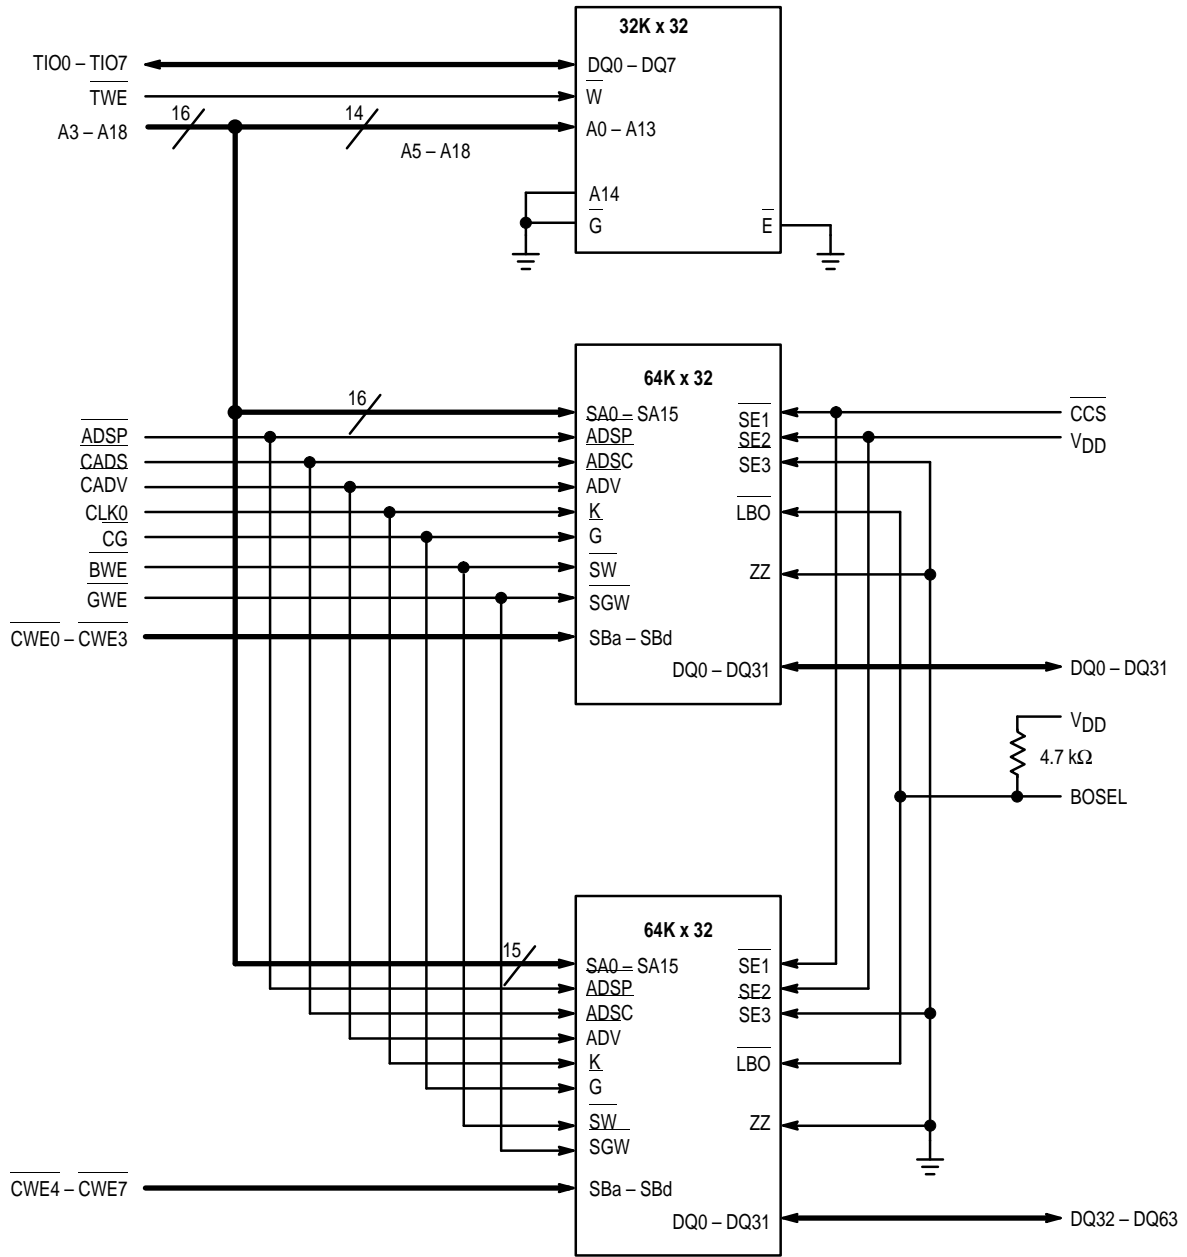 32K x 32
TIO0 – TIO7
DQ0 – DQ7
TWE
W
16
14
A3 – A18
A0 – A13
A5 – A18
A14
G
E
64K x 32
16
SA0 – SA15
SE1
CCS
ADSP
ADSP
SE2
VDD
CADS
ADSC
SE3
CADV
ADV
CLK0
K
LBO
CG
G
BWE
SW
ZZ
GWE
SGW
CWE0 – CWE3
SBa – SBd
DQ0 – DQ31
DQ0 – DQ31
VDD
4.7 kΩ
BOSEL
64K x 32
15
SA0 – SA15
SE1
ADSP
SE2
ADSC
SE3
ADV
K
LBO
G
SW
ZZ
SGW
CWE4 – CWE7
SBa – SBd
DQ0 – DQ31
DQ32 – DQ63